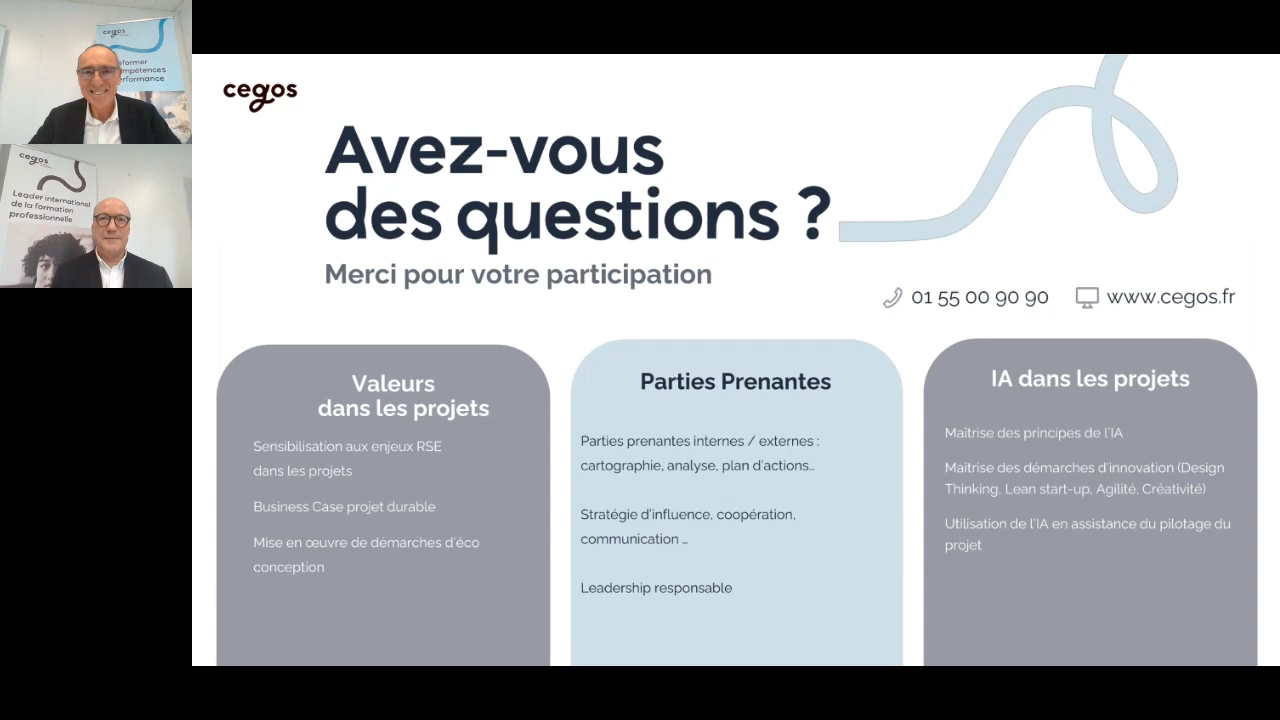 cegos
sformer
mpétences
erformance
cegos
Leader international
de la formation
professionnelle
cegos
Avez-vous
des questions ?
Merci pour votre participation
01 55 00 90 90
www.cegos.fr
Valeurs
dans les projets
Sensibilisation aux enjeux RSE
dans les projets
Business Case projet durable
Mise en œuvre de démarches d'éco
conception
Parties Prenantes
Parties prenantes internes / externes :
cartographie, analyse, plan d'actions...
Stratégie d'influence, coopération,
communication ...
Leadership responsable
IA dans les projets
Maîtrise des principes de l'IA
Maîtrise des démarches d'innovation (Design
Thinking, Lean start-up, Agilité, Créativité)
Utilisation de l'IA en assistance du pilotage du
projet